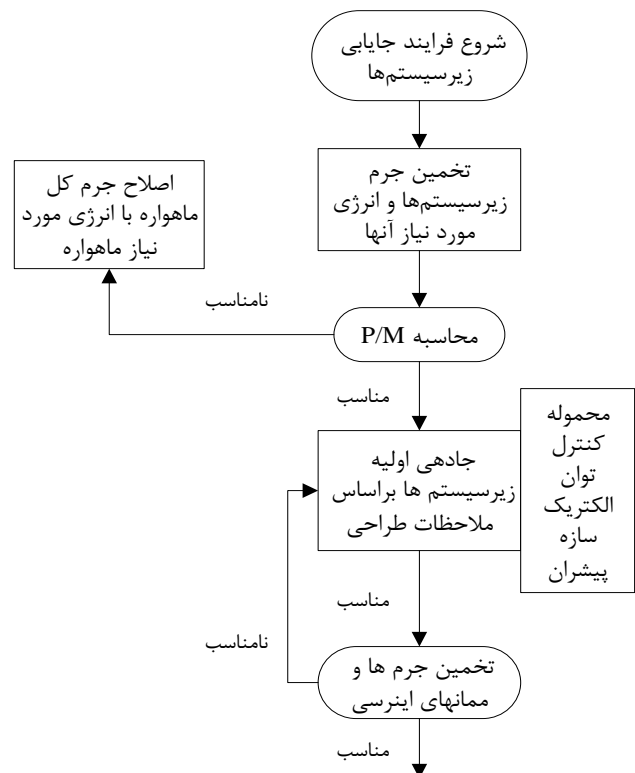 شروع فرایند جایابی
زیرسیستم‌ها
تخمین جرم
زیرسیستم‌ها و انرژی
مورد نیاز آنها
اصلاح جرم کل
ماهواره با انرژی مورد
نیاز ماهواره
نامناسب
محاسبه P/M
مناسب
جادهی اولیه
زیرسیستم ها براساس
ملاحظات طراحی
محموله
کنترل
توان
الکتریک
سازه
پیشران
مناسب
نامناسب
تخمین جرم ها و
ممانهای اینرسی
مناسب